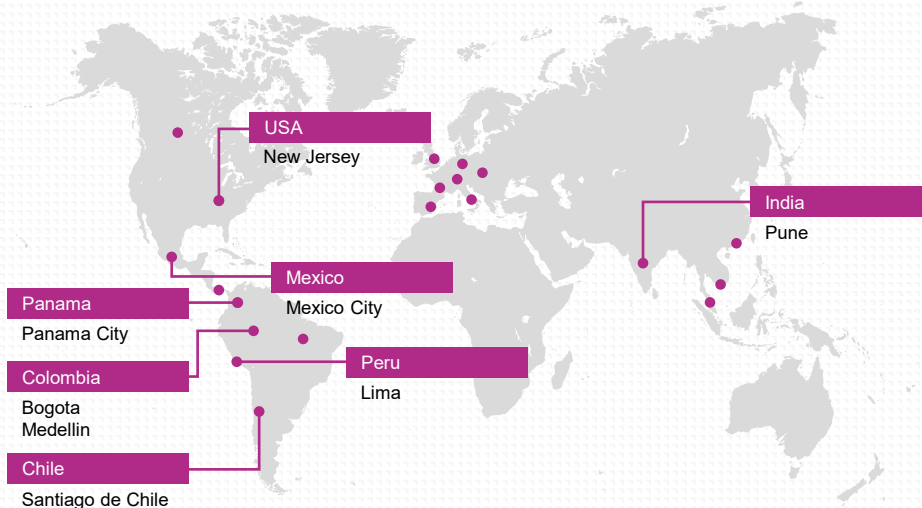 USA
New Jersey
India
Pune
Mexico
Mexico City
Panama
Panama City
Peru
Lima
Colombia
Bogota
Medellin
Chile
Santiago de Chile